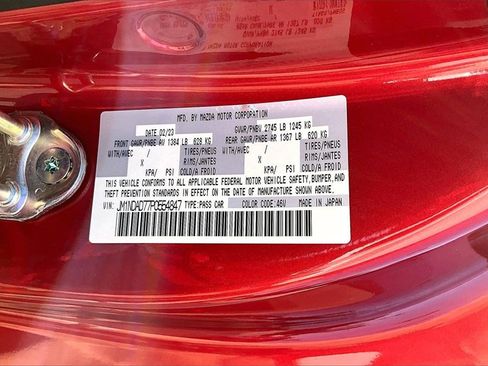 MFG. BY MAZDA MOTOR CORPORATION
DATE: 02/23 GVWR/PNBV 2745 LB 1245 KG
FRONT GAWR/PNBE AV 1384 LB 628 KG REAR GAWR/PNBE AR 1367 LB 620 KG
WITH/AVEC / TIRES/PNEUS WITH/AVEC / TIRES/PNEUS
X RIMS/JANTES X RIMS/JANTES
KPA/ PSI/ COLD/A FROID KPA/ PSI/ COLD/A FROID
THIS VEHICLE CONFORMS TO ALL APPLICABLE FEDERAL MOTOR VEHICLE SAFETY, BUMPER, AND
THEFT PREVENTION STANDARDS IN EFFECT ON THE DATE OF MANUFACTURE SHOWN ABOVE.
VIN: JM1NDAD77P0554847 TYPE:PASS CAR COLOR CODE:46V MADE IN JAPAN